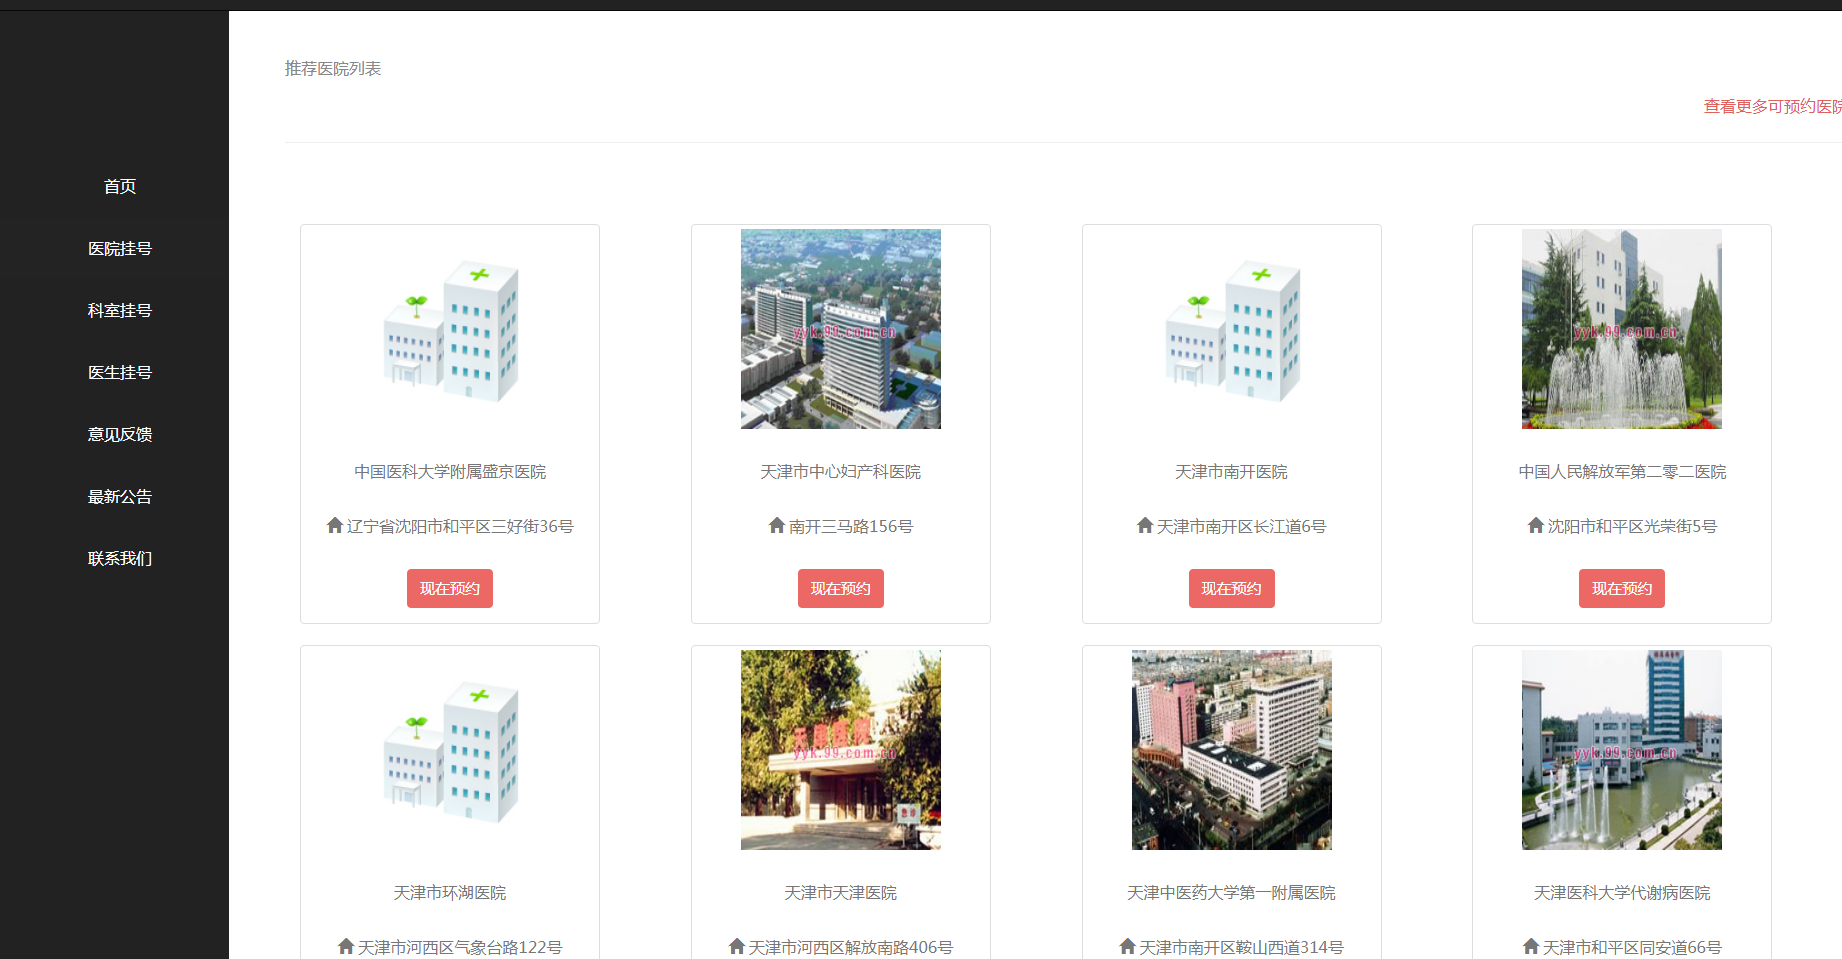 推荐医院列表
查看更多可预约医院
首页
医院挂号
科室挂号
医生挂号
意见反馈
最新公告
联系我们
中国医科大学附属盛京医院
辽宁省沈阳市和平区三好街36号
现在预约
yyk.99.com.cn
天津市中心妇产科医院
南开三马路156号
现在预约
天津市南开医院
天津市南开区长江道6号
现在预约
yyk.99.com.cn
中国人民解放军第二零二医院
沈阳市和平区光荣街5号
现在预约
天津市环湖医院
天津市河西区气象台路122号
yyk.99.com.cn
天津市天津医院
天津市河西区解放南路406号
天津中医药大学第一附属医院
天津市南开区鞍山西道314号
yyk.99.com.cn
天津医科大学代谢病医院
天津市和平区同安道66号